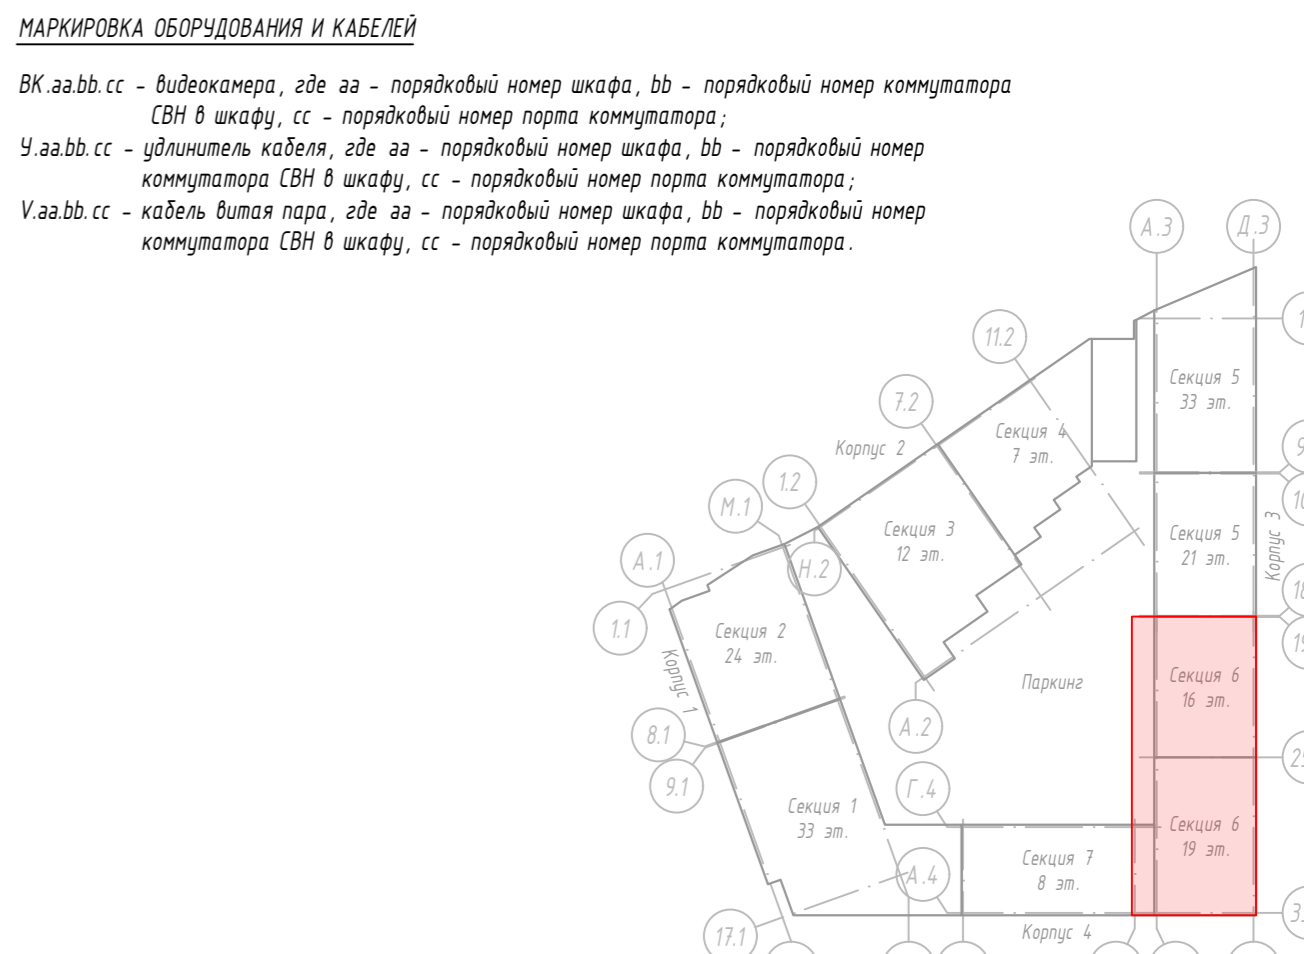 МАРКИРОВКА ОБОРУДОВАНИЯ И КАБЕЛЕЙ
ВК.aa.bb.cc - видеокамера, где aa - порядковый номер шкафа, bb - порядковый номер коммутатора
СВН в шкафу, cc - порядковый номер порта коммутатора;
У.aa.bb.cc - удлинитель кабеля, где aa - порядковый номер шкафа, bb - порядковый номер
коммутатора СВН в шкафу, cc - порядковый номер порта коммутатора;
V.aa.bb.cc - кабель витая пара, где aa - порядковый номер шкафа, bb - порядковый номер
коммутатора СВН в шкафу, cc - порядковый номер порта коммутатора.
А.3
Д.3
11.2
Секция 5
33 эт.
7.2
Секция 4
7 эт.
Корпус 2
1.2
М.1
Секция 3
12 эт.
Секция 5
21 эт.
Корпус 3
А.1
Н.2
1.1
Секция 2
24 эт.
Корпус 1
Паркинг
Секция 6
16 эт.
А.2
8.1
9.1
Г.4
Секция 1
33 эт.
Секция 6
19 эт.
Секция 7
8 эт.
А.4
17.1
Корпус 4